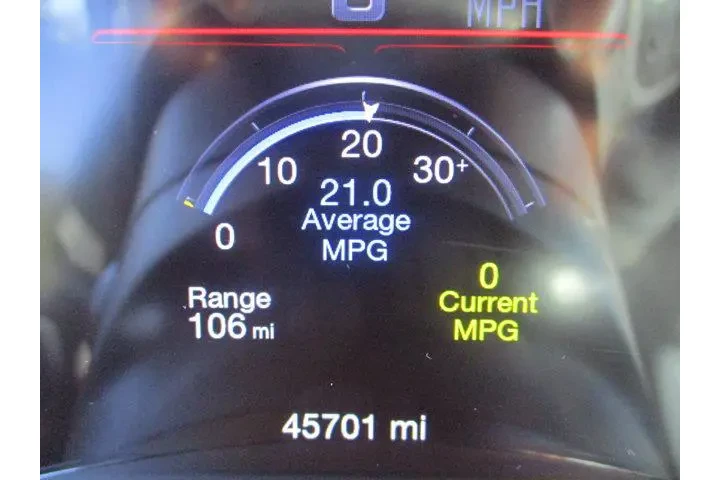 MPH
10
20
30+
0
21.0
Average
MPG
Range
106 mi
0
Current
MPG
45701 mi